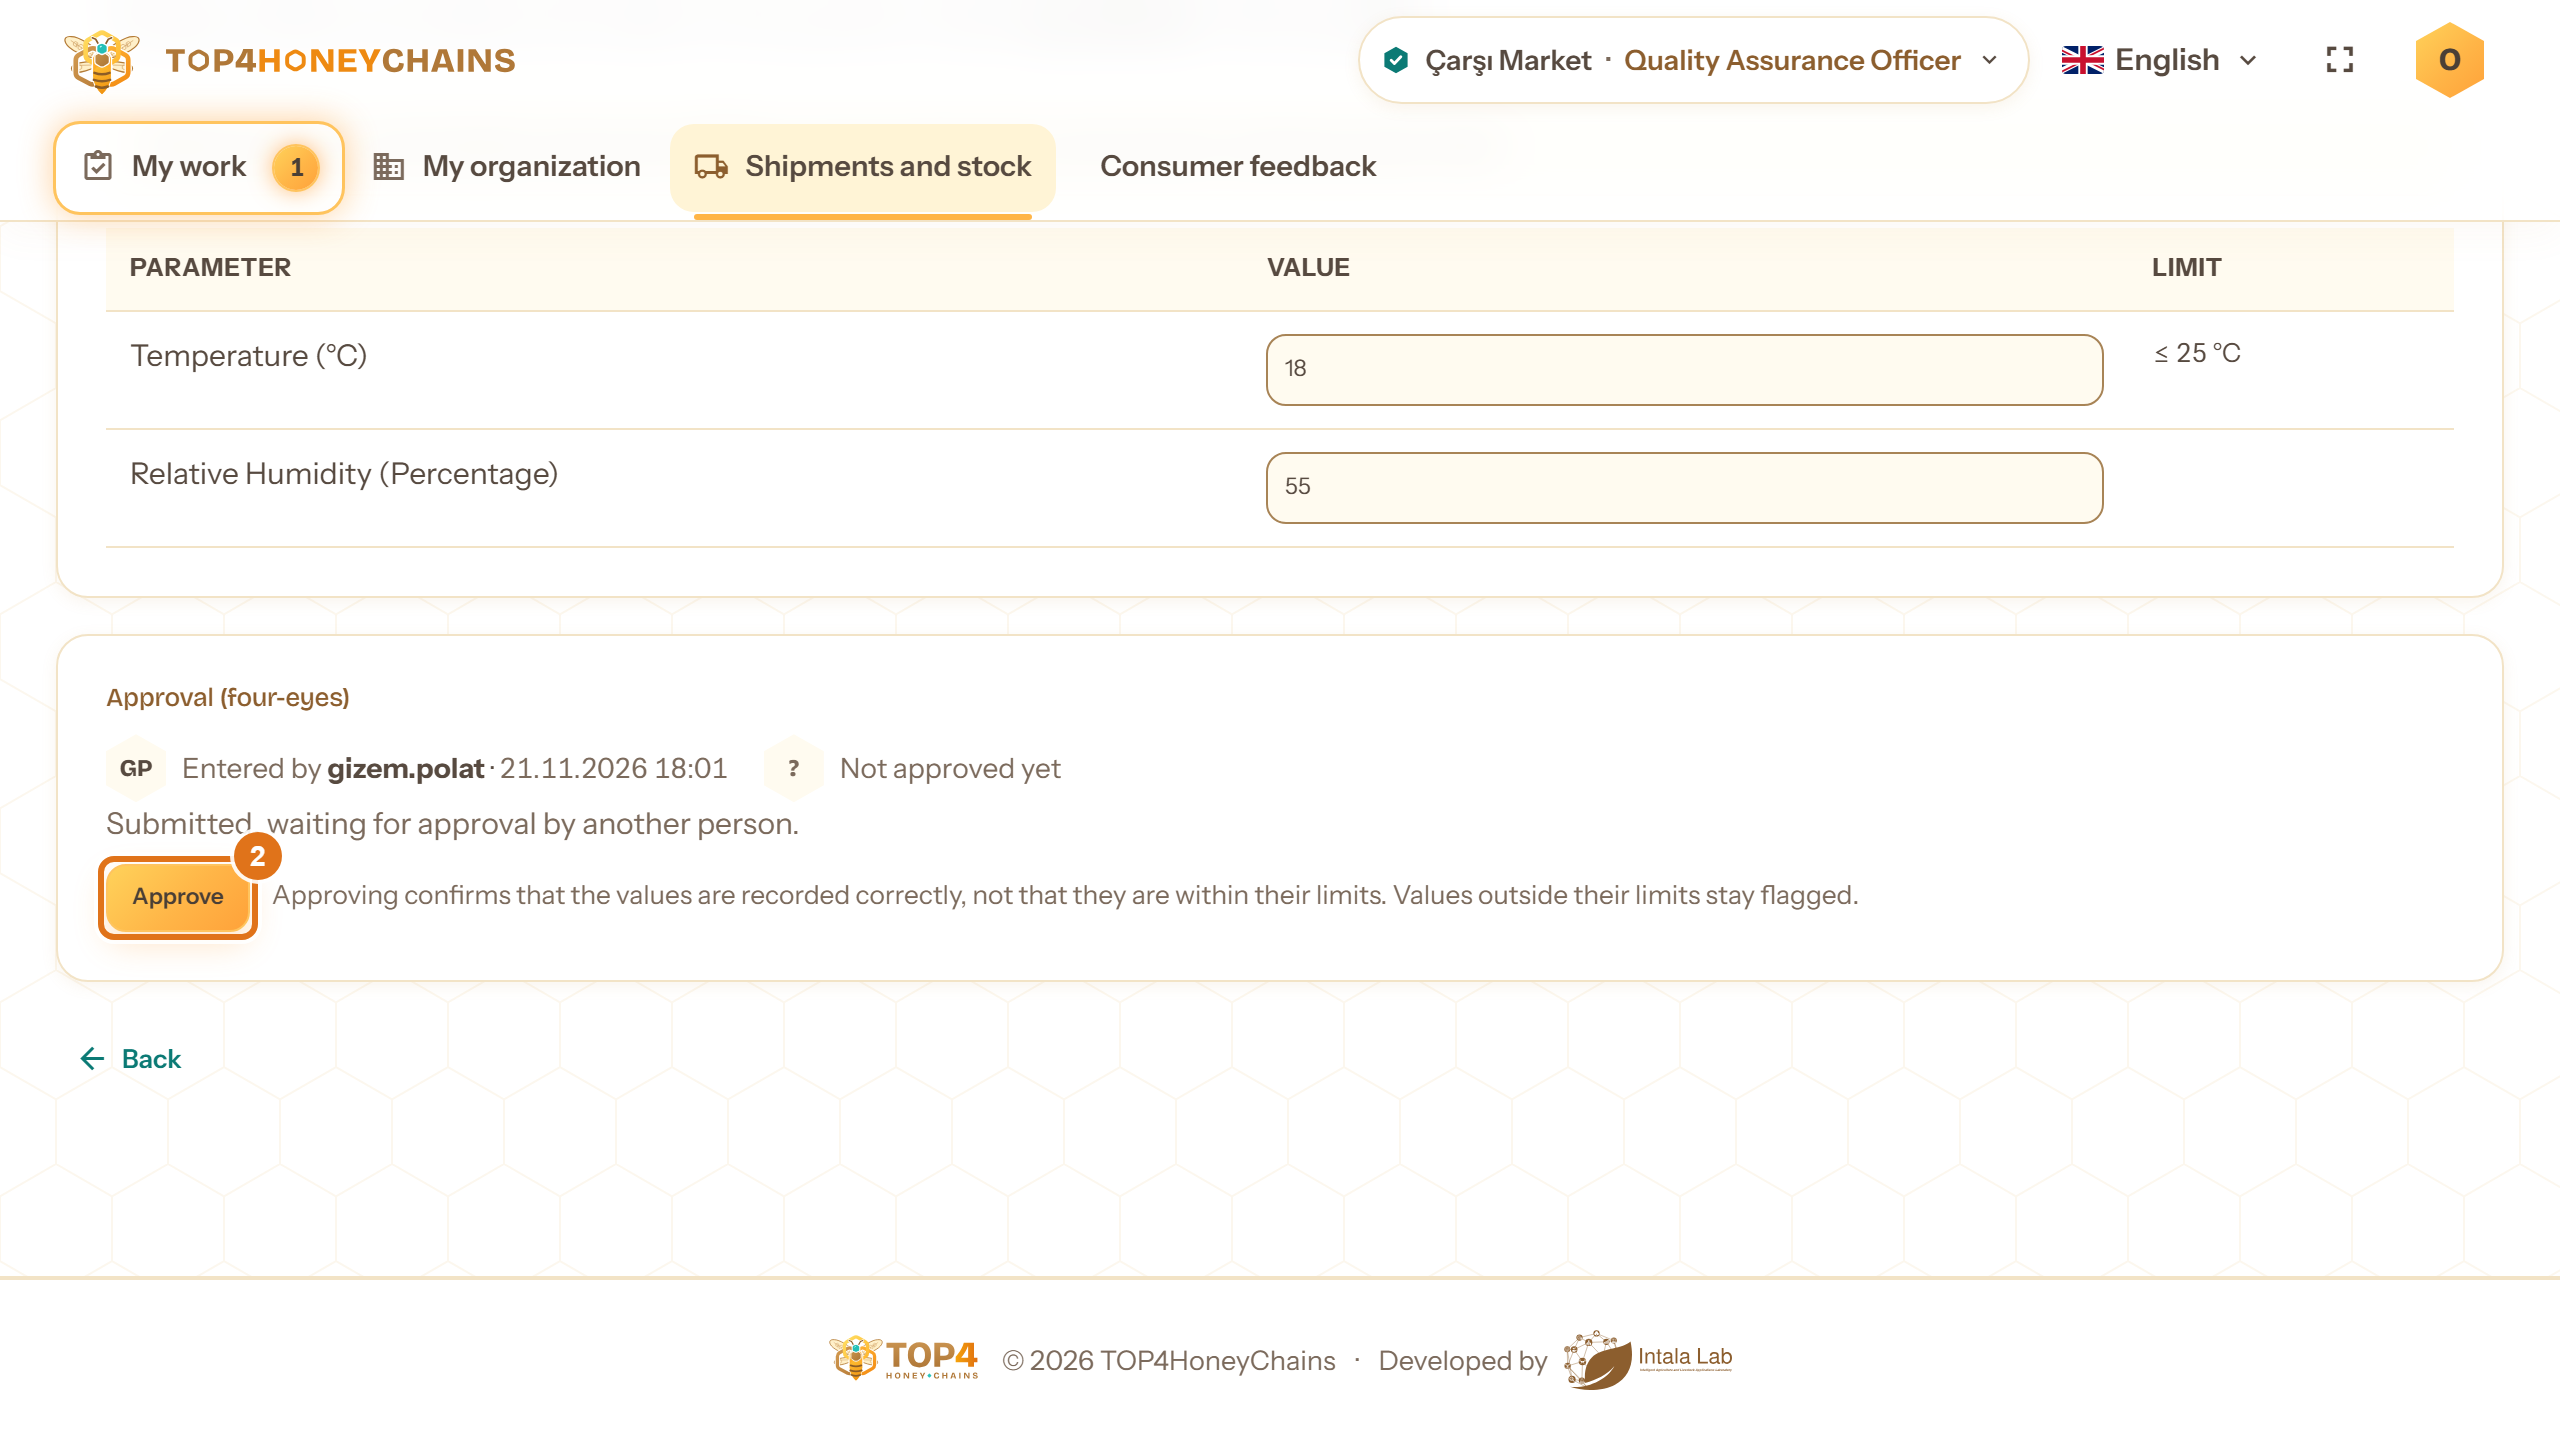 TOP4HONEYCHAINS
Çarşı Market · Quality Assurance Officer
English
O
My work 1
My organization
Shipments and stock
Consumer feedback
PARAMETER VALUE LIMIT
Temperature (°C) 18 ≤ 25 °C
Relative Humidity (Percentage) 55
Approval (four-eyes)
GP Entered by gizem.polat · 21.11.2026 18:01 ? Not approved yet
Submitted, waiting for approval by another person.
2
Approve Approving confirms that the values are recorded correctly, not that they are within their limits. Values outside their limits stay flagged.
← Back
TOP4
HONEY·CHAINS
© 2026 TOP4HoneyChains · Developed by
Intala Lab